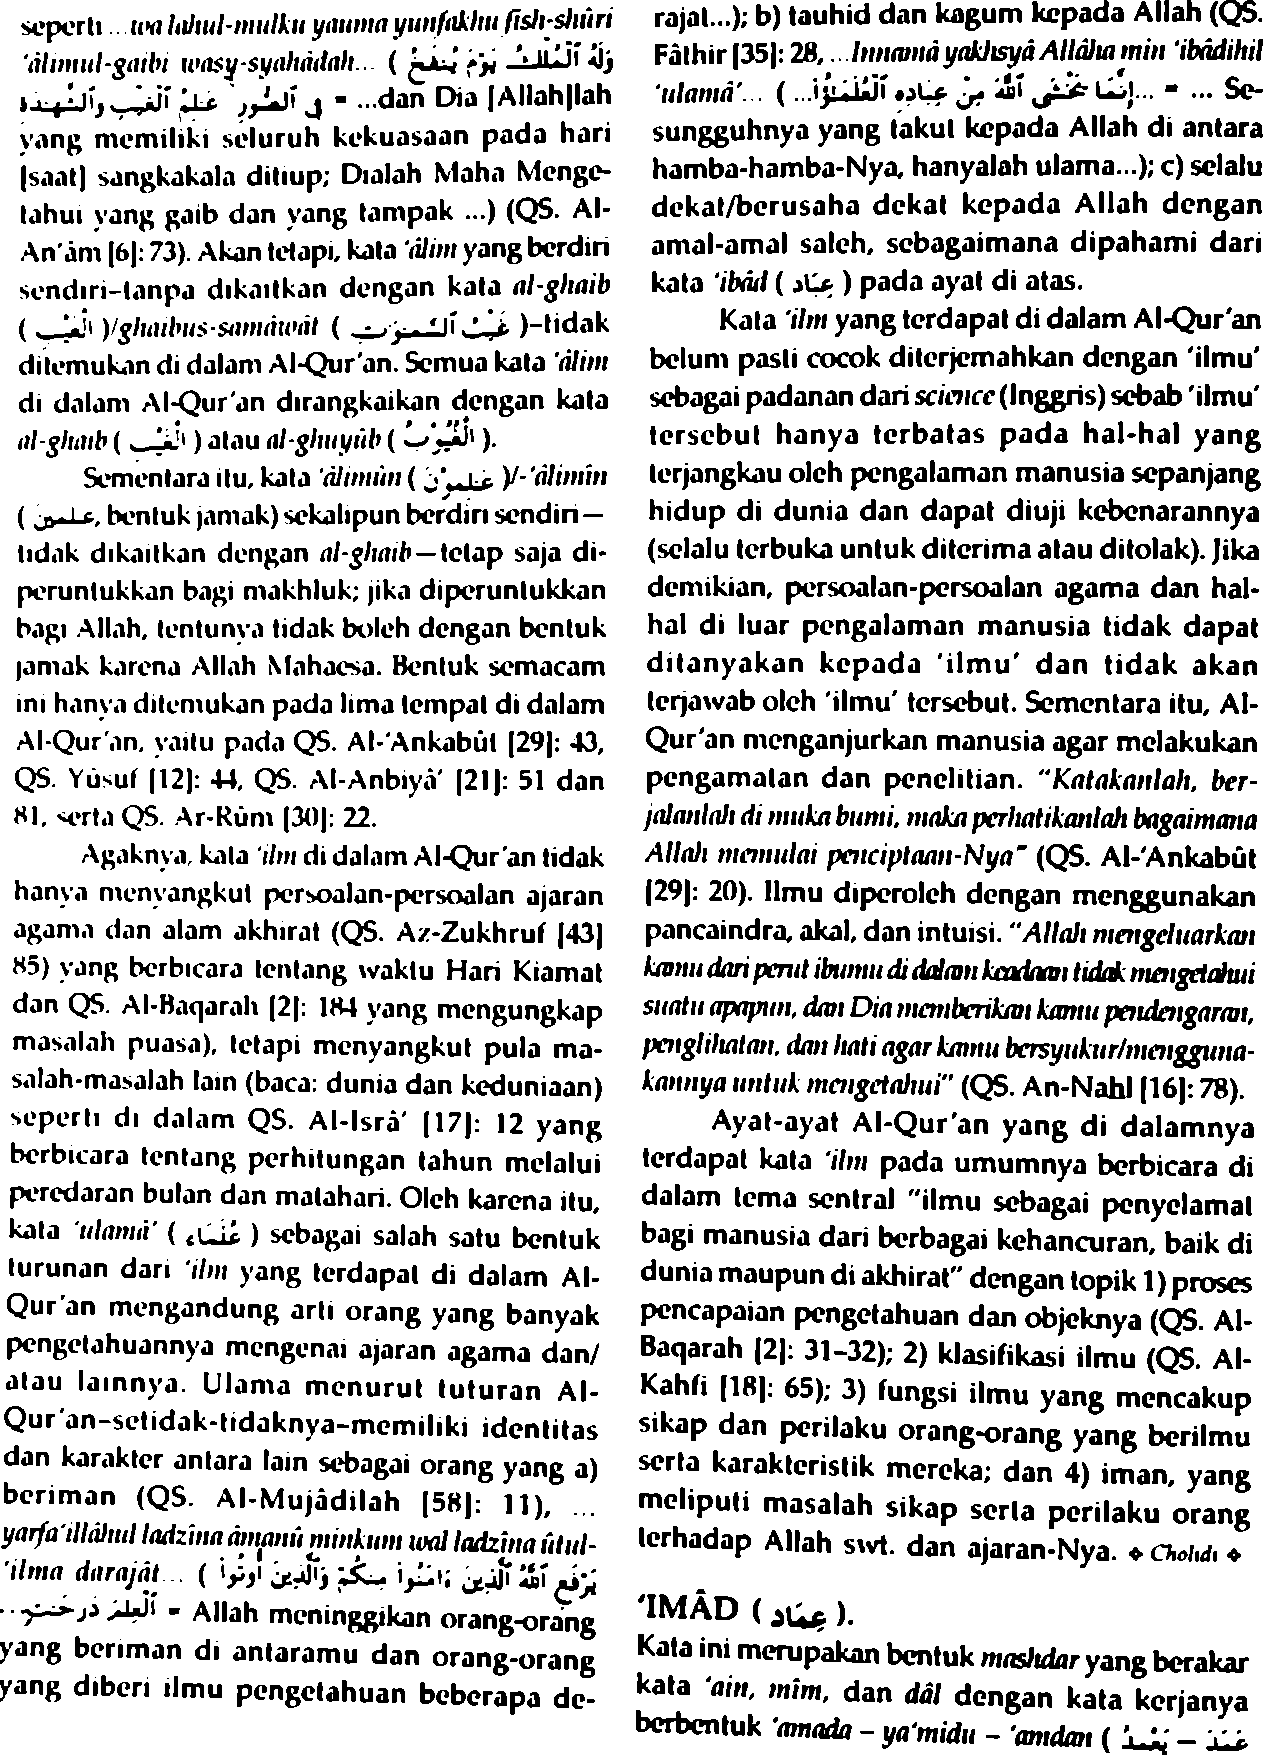 seperti ...wa lahul-mulku yauma yunfakhu fish-shûri
'âlimul-gaibi wasy-syahâdah... ( وَلَهُ ٱلْمُلْكُ يَوْمَ يُنفَخُ
فِى ٱلصُّورِ عَٰلِمُ ٱلْغَيْبِ وَٱلشَّهَٰدَةِ = ...dan Dia [Allah]lah
yang memiliki seluruh kekuasaan pada hari
[saat] sangkakala ditiup; Dialah Maha Menge-
tahui yang gaib dan yang tampak ...) (QS. Al-
An'âm [6]: 73). Akan tetapi, kata 'âlim yang berdiri
sendiri–tanpa dikaitkan dengan kata al-ghaib
( الْغَيْب )/ghaibus-samâwât ( غَيْبَ ٱلسَّمَٰوَٰتِ )–tidak
ditemukan di dalam Al-Qur'an. Semua kata 'âlim
di dalam Al-Qur'an dirangkaikan dengan kata
al-ghaib ( الْغَيْب ) atau al-ghuyûb ( الْغُيُوْب ).
Sementara itu, kata 'âlimûn ( عَٰلِمُوْنَ )/-'âlimîn
( عٰلمين, bentuk jamak) sekalipun berdiri sendiri—
tidak dikaitkan dengan al-ghaib—tetap saja di-
peruntukkan bagi makhluk; jika diperuntukkan
bagi Allah, tentunya tidak boleh dengan bentuk
jamak karena Allah Mahaesa. Bentuk semacam
ini hanya ditemukan pada lima tempat di dalam
Al-Qur'an, yaitu pada QS. Al-'Ankabût [29]: 43,
QS. Yûsuf [12]: 44, QS. Al-Anbiyâ' [21]: 51 dan
81, serta QS. Ar-Rûm [30]: 22.
Agaknya, kata 'ilm di dalam Al-Qur'an tidak
hanya menyangkut persoalan-persoalan ajaran
agama dan alam akhirat (QS. Az-Zukhruf [43]
85) yang berbicara tentang waktu Hari Kiamat
dan QS. Al-Baqarah [2]: 184 yang mengungkap
masalah puasa), tetapi menyangkut pula ma-
salah-masalah lain (baca: dunia dan keduniaan)
seperti di dalam QS. Al-Isrâ' [17]: 12 yang
berbicara tentang perhitungan tahun melalui
peredaran bulan dan matahari. Oleh karena itu,
kata 'ulamâ' ( عُلَمَاء ) sebagai salah satu bentuk
turunan dari 'ilm yang terdapat di dalam Al-
Qur'an mengandung arti orang yang banyak
pengetahuannya mengenai ajaran agama dan/
atau lainnya. Ulama menurut tuturan Al-
Qur'an–setidak-tidaknya–memiliki identitas
dan karakter antara lain sebagai orang yang a)
beriman (QS. Al-Mujâdilah [58]: 11), ...
yarfa'illâhul ladzîna âmanû minkum wal ladzîna ûtul-
'ilma darajât... ( يَرْفَعِ ٱللَّهُ ٱلَّذِينَ ءَامَنُوا۟ مِنكُمْ وَٱلَّذِينَ أُوتُوا۟
ٱلْعِلْمَ دَرَجَٰتٍ... = Allah meninggikan orang-orang
yang beriman di antaramu dan orang-orang
yang diberi ilmu pengetahuan beberapa de-
rajat...); b) tauhid dan kagum kepada Allah (QS.
Fâthir [35]: 28, ...Innamâ yakhsyâ Allâha min 'ibâdihil
'ulamâ'... ( ...إِنَّمَا يَخْشَى ٱللَّهَ مِنْ عِبَادِهِ ٱلْعُلَمَٰٓؤُا۟... = ... Se-
sungguhnya yang takut kepada Allah di antara
hamba-hamba-Nya, hanyalah ulama...); c) selalu
dekat/berusaha dekat kepada Allah dengan
amal-amal saleh, sebagaimana dipahami dari
kata 'ibâd ( عِبَاد ) pada ayat di atas.
Kata 'ilm yang terdapat di dalam Al-Qur'an
belum pasti cocok diterjemahkan dengan 'ilmu'
sebagai padanan dari science (Inggris) sebab 'ilmu'
tersebut hanya terbatas pada hal-hal yang
terjangkau oleh pengalaman manusia sepanjang
hidup di dunia dan dapat diuji kebenarannya
(selalu terbuka untuk diterima atau ditolak). Jika
demikian, persoalan-persoalan agama dan hal-
hal di luar pengalaman manusia tidak dapat
ditanyakan kepada 'ilmu' dan tidak akan
terjawab oleh 'ilmu' tersebut. Sementara itu, Al-
Qur'an menganjurkan manusia agar melakukan
pengamatan dan penelitian. "Katakanlah, ber-
jalanlah di muka bumi, maka perhatikanlah bagaimana
Allah memulai penciptaan-Nya" (QS. Al-'Ankabût
[29]: 20). Ilmu diperoleh dengan menggunakan
pancaindra, akal, dan intuisi. "Allah mengeluarkan
kamu dari perut ibumu di dalam keadaan tidak mengetahui
suatu apapun, dan Dia memberikan kamu pendengaran,
penglihatan, dan hati agar kamu bersyukur/mengguna-
kannya untuk mengetahui" (QS. An-Nahl [16]: 78).
Ayat-ayat Al-Qur'an yang di dalamnya
terdapat kata 'ilm pada umumnya berbicara di
dalam tema sentral "ilmu sebagai penyelamat
bagi manusia dari berbagai kehancuran, baik di
dunia maupun di akhirat" dengan topik 1) proses
pencapaian pengetahuan dan objeknya (QS. Al-
Baqarah [2]: 31–32); 2) klasifikasi ilmu (QS. Al-
Kahfi [18]: 65); 3) fungsi ilmu yang mencakup
sikap dan perilaku orang-orang yang berilmu
serta karakteristik mereka; dan 4) iman, yang
meliputi masalah sikap serta perilaku orang
terhadap Allah swt. dan ajaran-Nya. ✦ Cholidi ✦
'IMÂD ( عِمَاد ).
Kata ini merupakan bentuk mashdar yang berakar
kata 'ain, mîm, dan dâl dengan kata kerjanya
berbentuk 'amada – ya'midu – 'amdan ( عَمَدَ – يَعْمِدُ